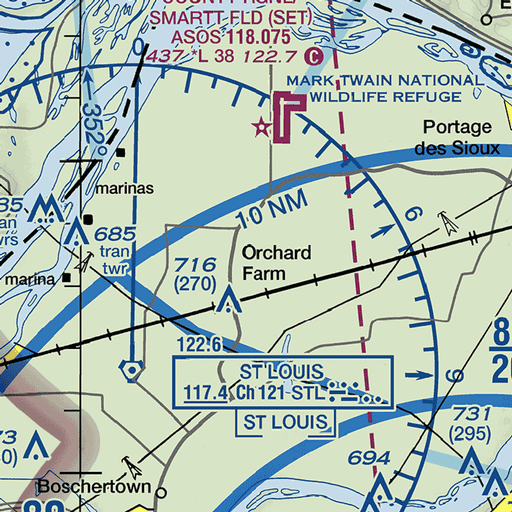 SMARTT FLD (SET)
ASOS 118.075
437 *L 38 122.7 C
MARK TWAIN NATIONAL
WILDLIFE REFUGE
Portage
des Sioux
0
352°
marinas
6
10 NM
685
tran
twr
716
(270)
Orchard
Farm
marina
122.6
ST LOUIS
117.4 Ch 121 STL
ST LOUIS
9
731
(295)
694
Boschertown